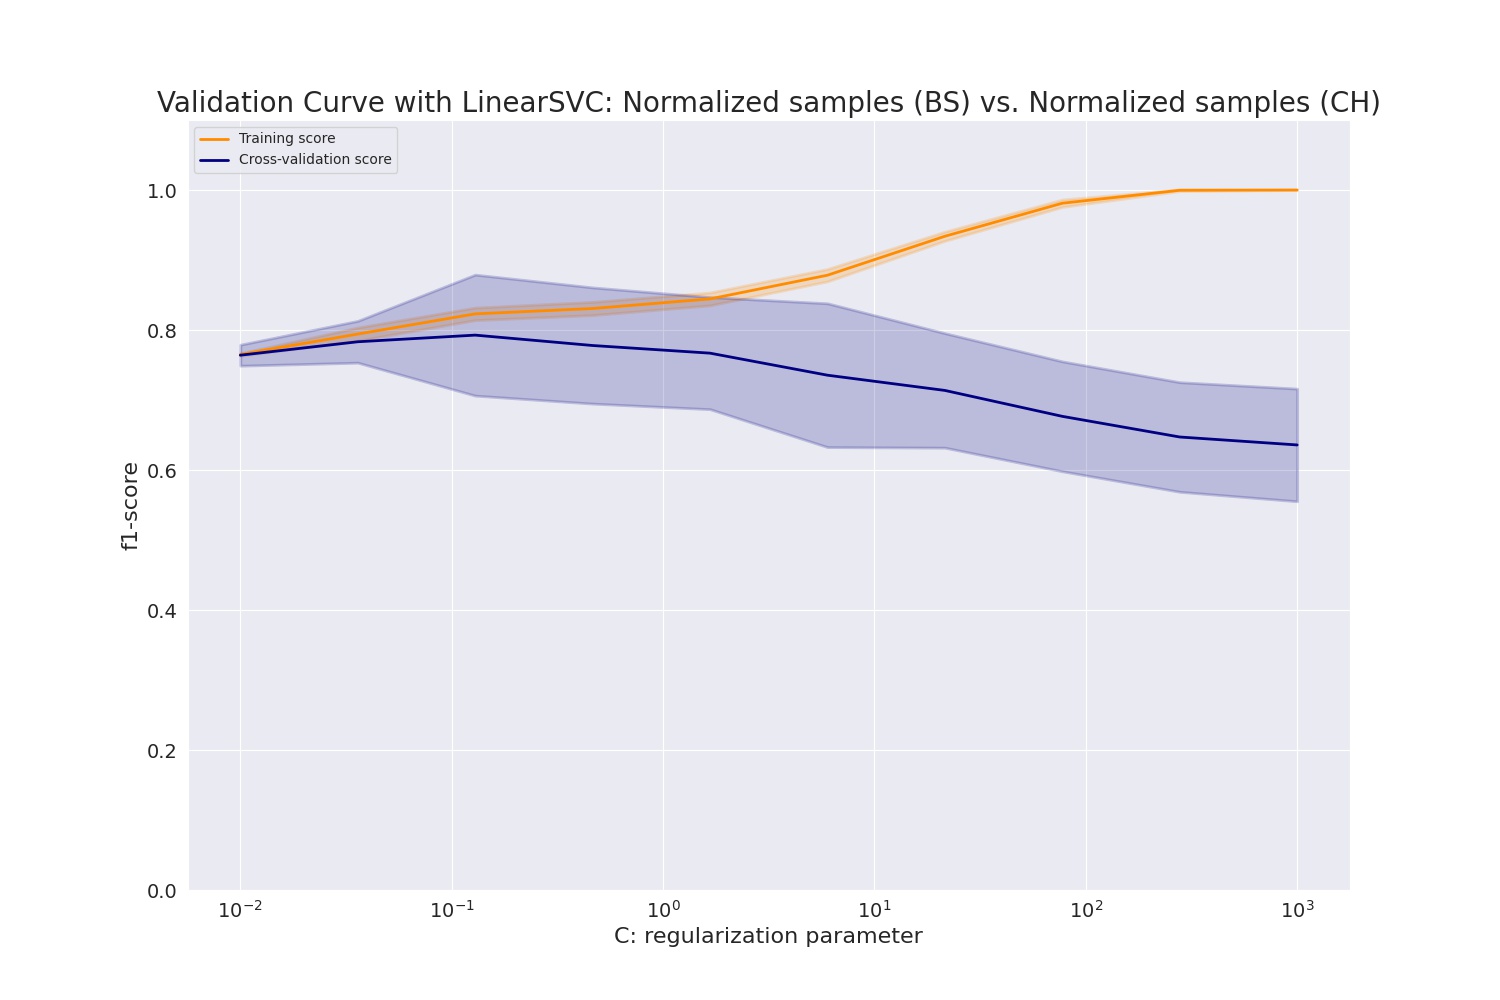 Validation Curve with LinearSVC: Normalized samples (BS) vs. Normalized samples (CH)
Training score
Cross-validation score
1.0
0.8
0.6
0.4
0.2
0.0
f1-score
10⁻² 10⁻¹ 10⁰ 10¹ 10² 10³
C: regularization parameter